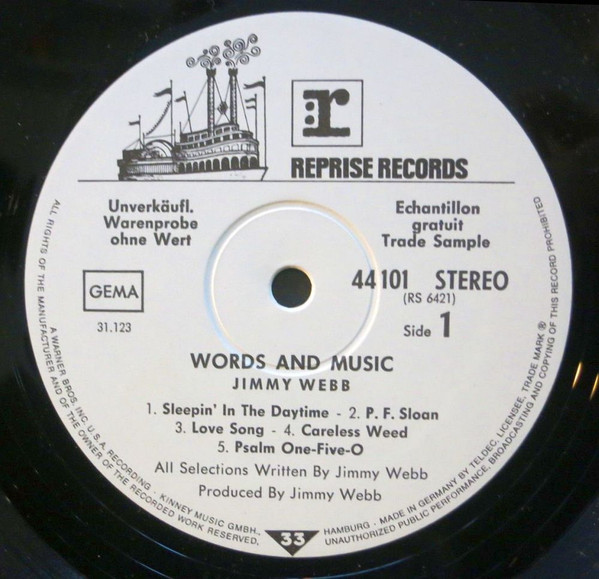 r
REPRISE RECORDS
Unverkäufl.
Warenprobe
ohne Wert
Echantillon
gratuit
Trade Sample
GEMA
31.123
44 101 STEREO
(RS 6421)
Side 1
WORDS AND MUSIC
JIMMY WEBB
1. Sleepin' In The Daytime - 2. P. F. Sloan
3. Love Song - 4. Careless Weed
5. Psalm One-Five-O
All Selections Written By Jimmy Webb
Produced By Jimmy Webb
33
ALL RIGHTS OF THE MANUFACTURER AND OF THE OWNER OF THE RECORDED WORK RESERVED.
A WARNER BROS. INC. U.S.A. RECORDING - KINNEY MUSIC GMBH.,
HAMBURG - MADE IN GERMANY BY TELDEC, LICENSEE, TRADE MARK ®
UNAUTHORIZED PUBLIC PERFORMANCE, BROADCASTING AND COPYING OF THIS RECORD PROHIBITED